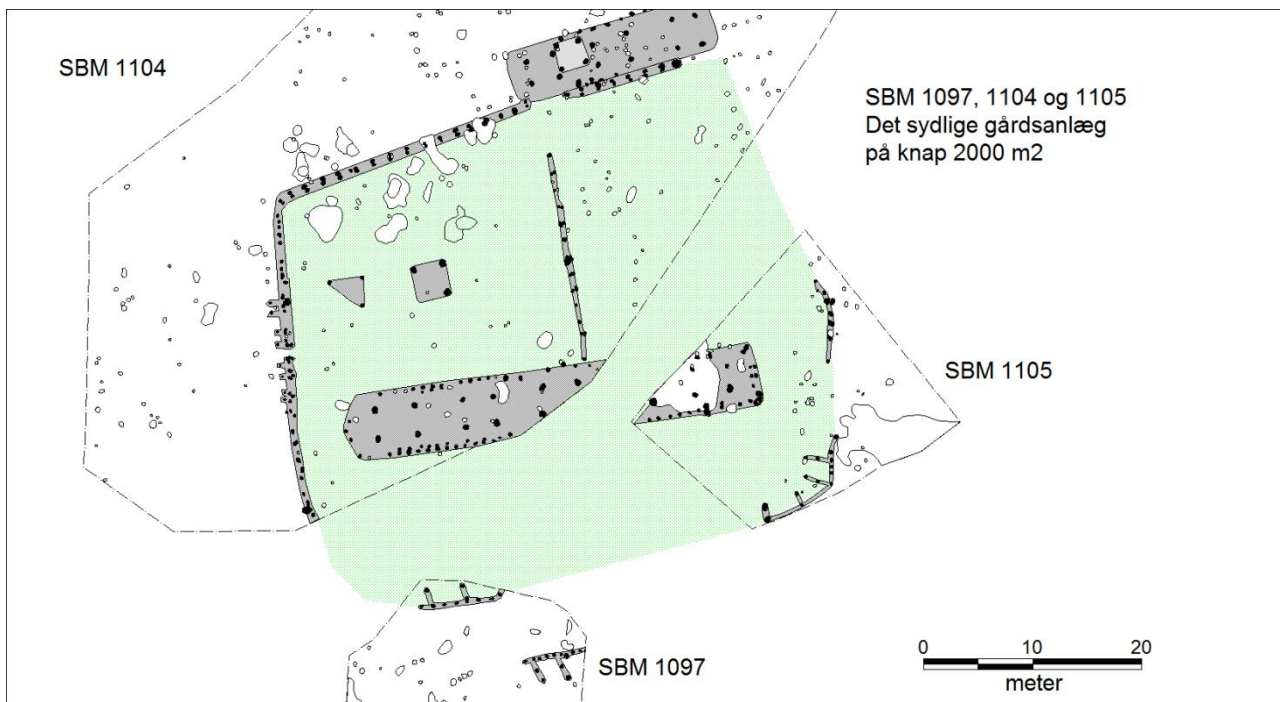 SBM 1104
SBM 1097, 1104 og 1105
Det sydlige gårdsanlæg
på knap 2000 m2
SBM 1105
SBM 1097
0 10 20
meter